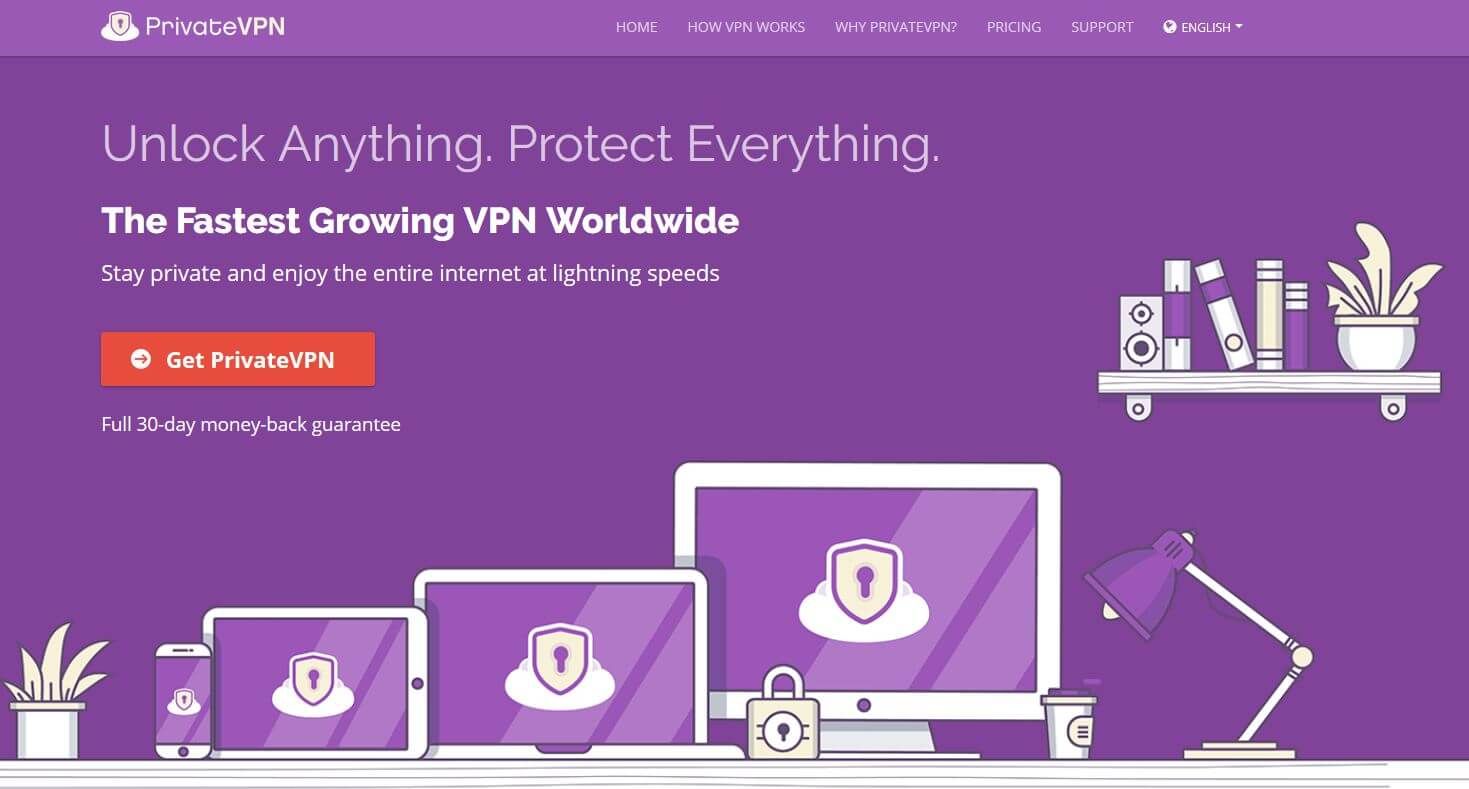 PrivateVPN
HOME
HOW VPN WORKS
WHY PRIVATEVPN?
PRICING
SUPPORT
ENGLISH
Unlock Anything. Protect Everything.
The Fastest Growing VPN Worldwide
Stay private and enjoy the entire internet at lightning speeds
Get PrivateVPN
Full 30-day money-back guarantee